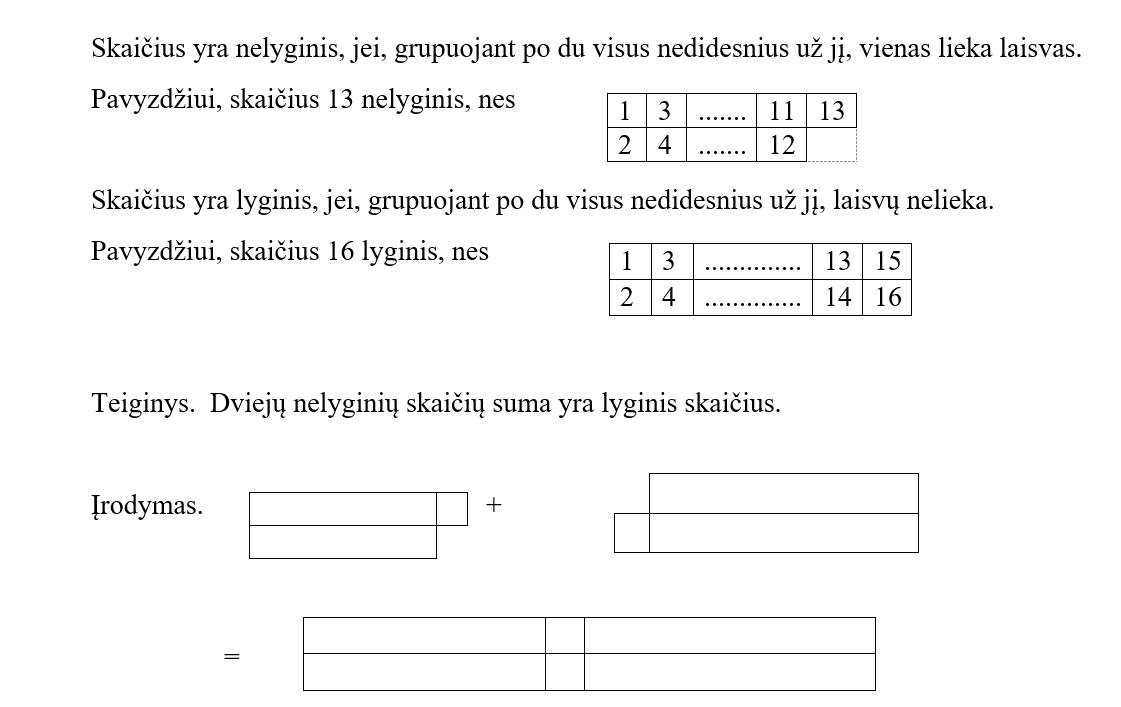 Skaičius yra nelyginis, jei, grupuojant po du visus nedidesnius už jį, vienas lieka laisvas.
Pavyzdžiui, skaičius 13 nelyginis, nes
1 3 ....... 11 13
2 4 ....... 12
Skaičius yra lyginis, jei, grupuojant po du visus nedidesnius už jį, laisvų nelieka.
Pavyzdžiui, skaičius 16 lyginis, nes
1 3 .............. 13 15
2 4 .............. 14 16
Teiginys. Dviejų nelyginių skaičių suma yra lyginis skaičius.
Įrodymas. +
=